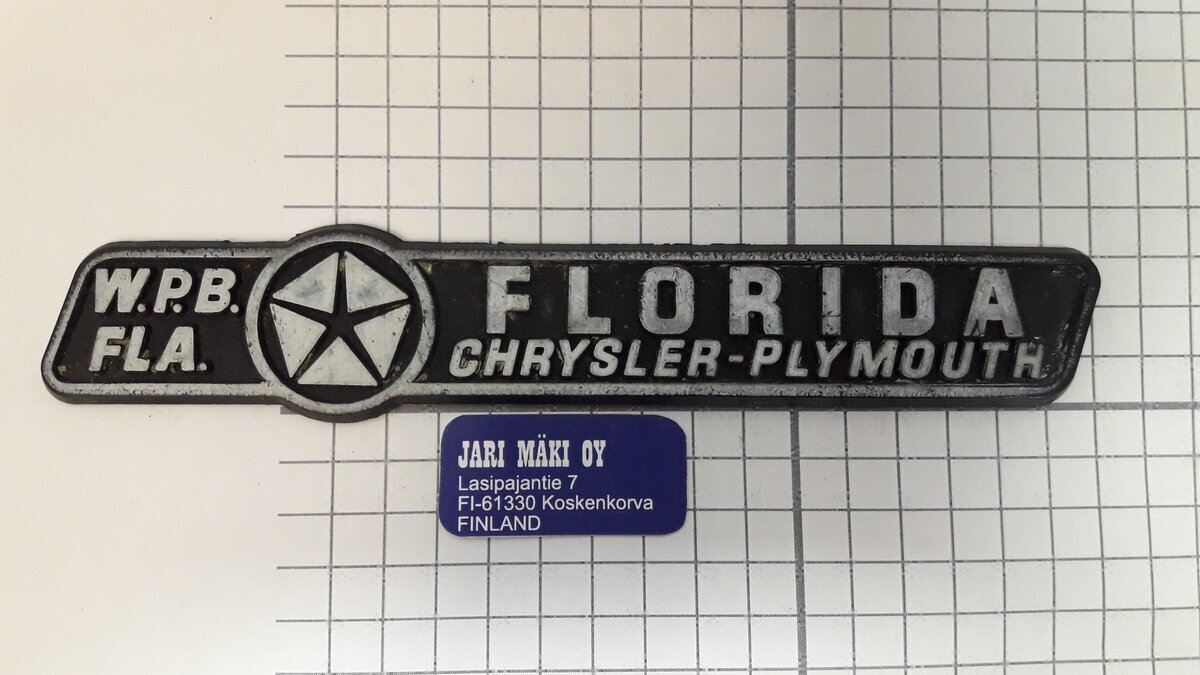 W.P.B.
FLA.
FLORIDA
CHRYSLER-PLYMOUTH
JARI MÄKI OY
Lasipajantie 7
FI-61330 Koskenkorva
FINLAND